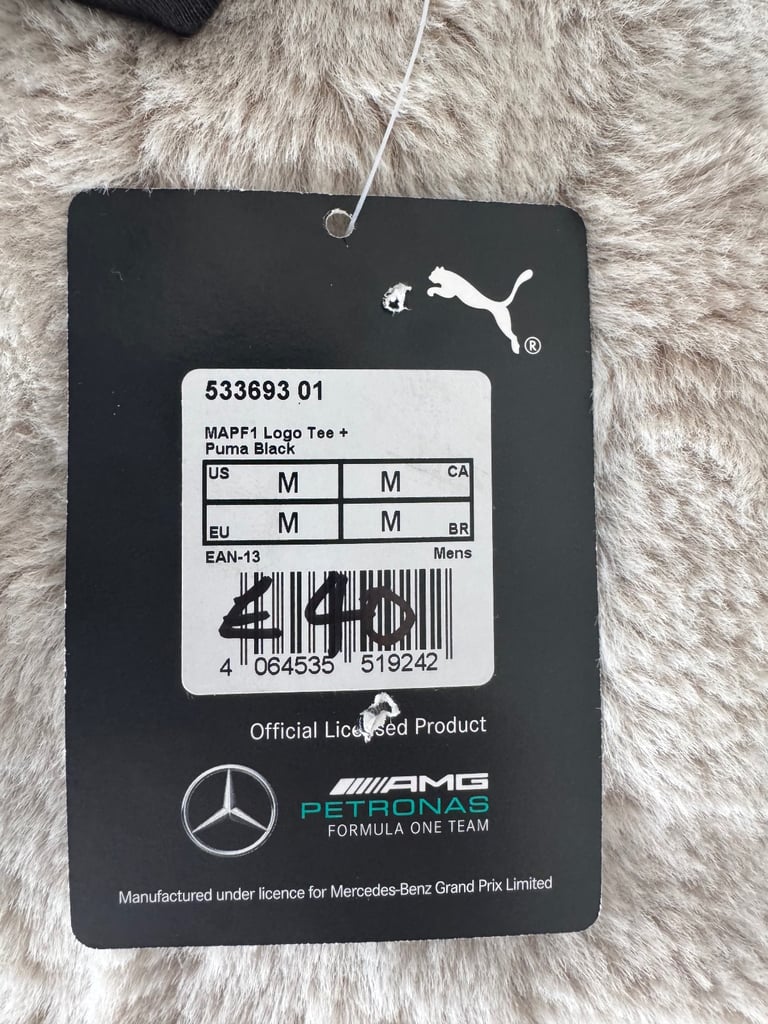 ®
533693 01
MAPF1 Logo Tee +
Puma Black
US M M CA
EU M M BR
EAN-13 Mens
£40
4 064535 519242
Official Licensed Product
AMG
PETRONAS
FORMULA ONE TEAM
Manufactured under licence for Mercedes-Benz Grand Prix Limited